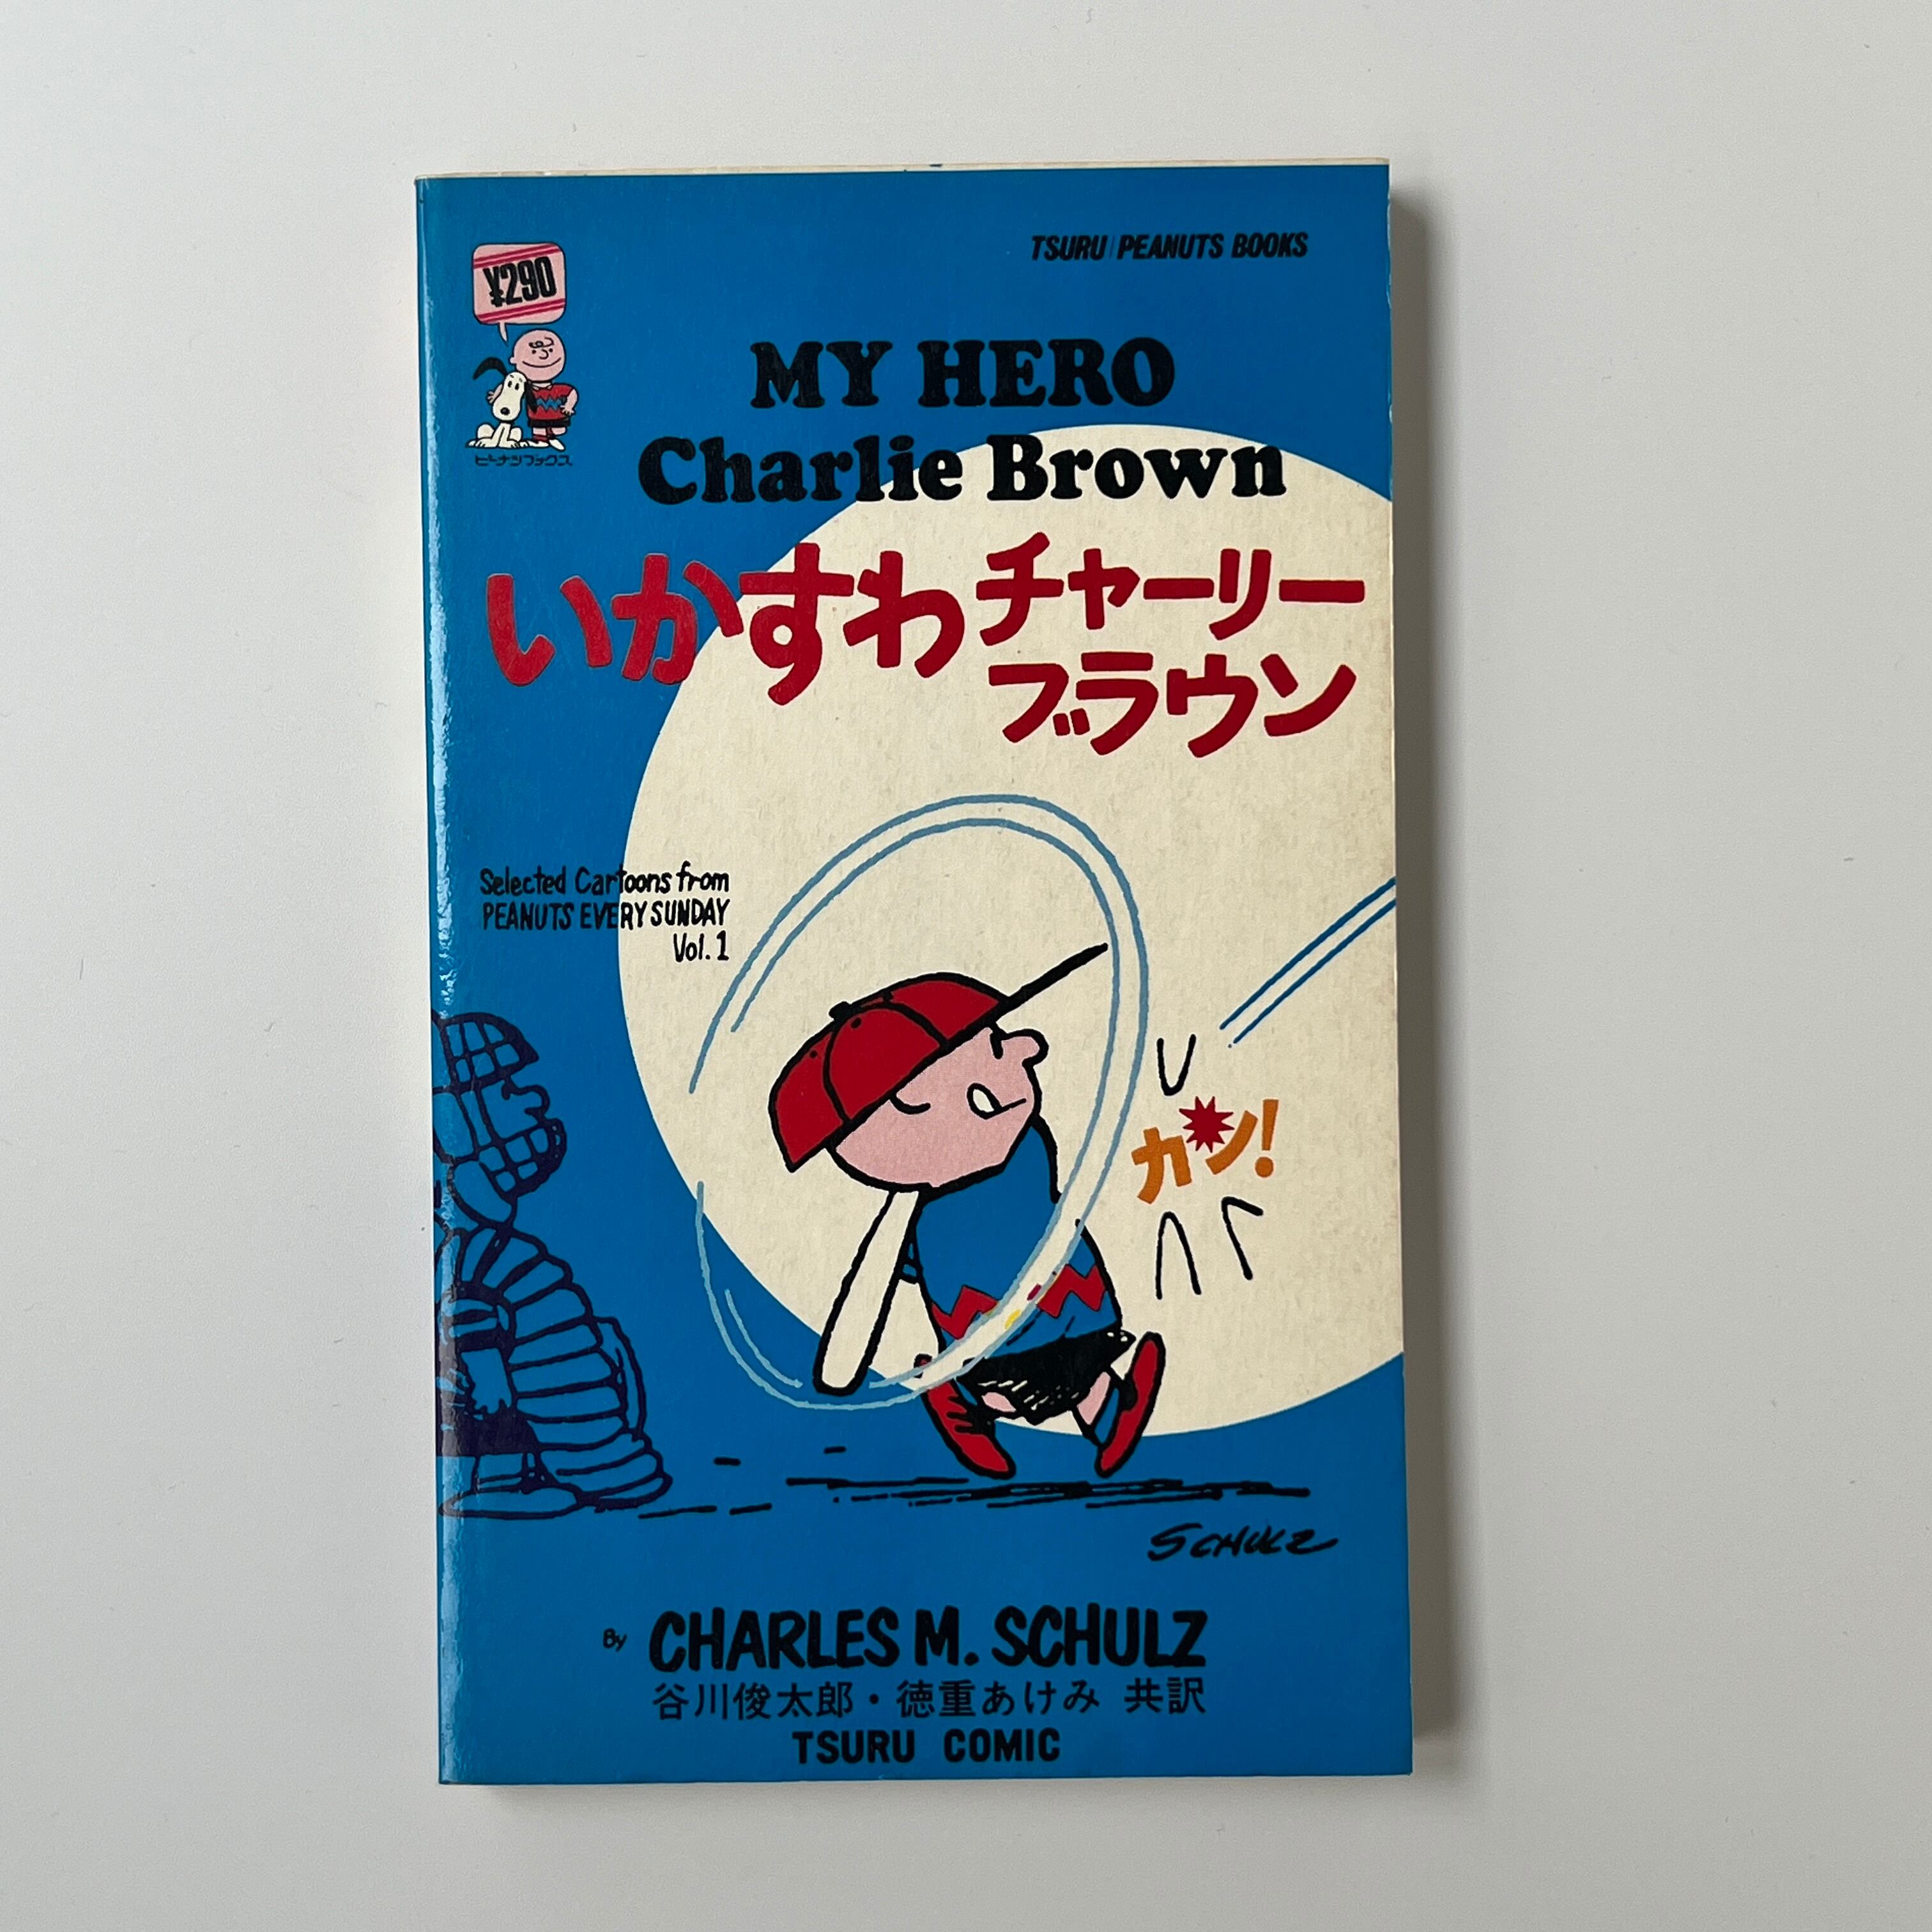 TSURU PEANUTS BOOKS
¥290
ピーナツブックス
MY HERO
Charlie Brown
いかすわ チャーリー
ブラウン
Selected Cartoons from
PEANUTS EVERY SUNDAY
Vol. 1
カン!
SCHULZ
By CHARLES M. SCHULZ
谷川俊太郎・徳重あけみ 共訳
TSURU COMIC